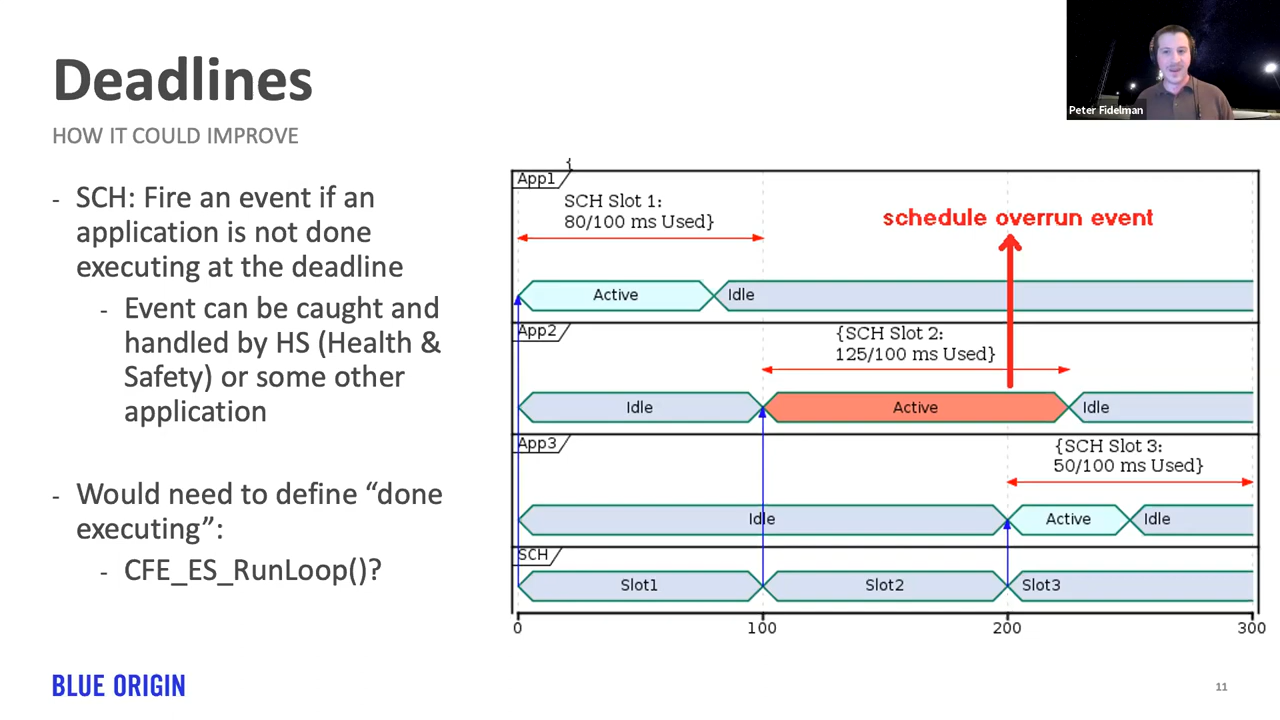 Deadlines
HOW IT COULD IMPROVE
- SCH: Fire an event if an
application is not done
executing at the deadline
- Event can be caught and
handled by HS (Health &
Safety) or some other
application
- Would need to define “done
executing”:
- CFE_ES_RunLoop()?
BLUE ORIGIN
Peter Fidelman
{
App1
SCH Slot 1:
80/100 ms Used}
schedule overrun event
Active
Idle
App2
{SCH Slot 2:
125/100 ms Used}
Idle
Active
Idle
App3
{SCH Slot 3:
50/100 ms Used}
Idle
Active
Idle
SCH
Slot1
Slot2
Slot3
0
100
200
300
11